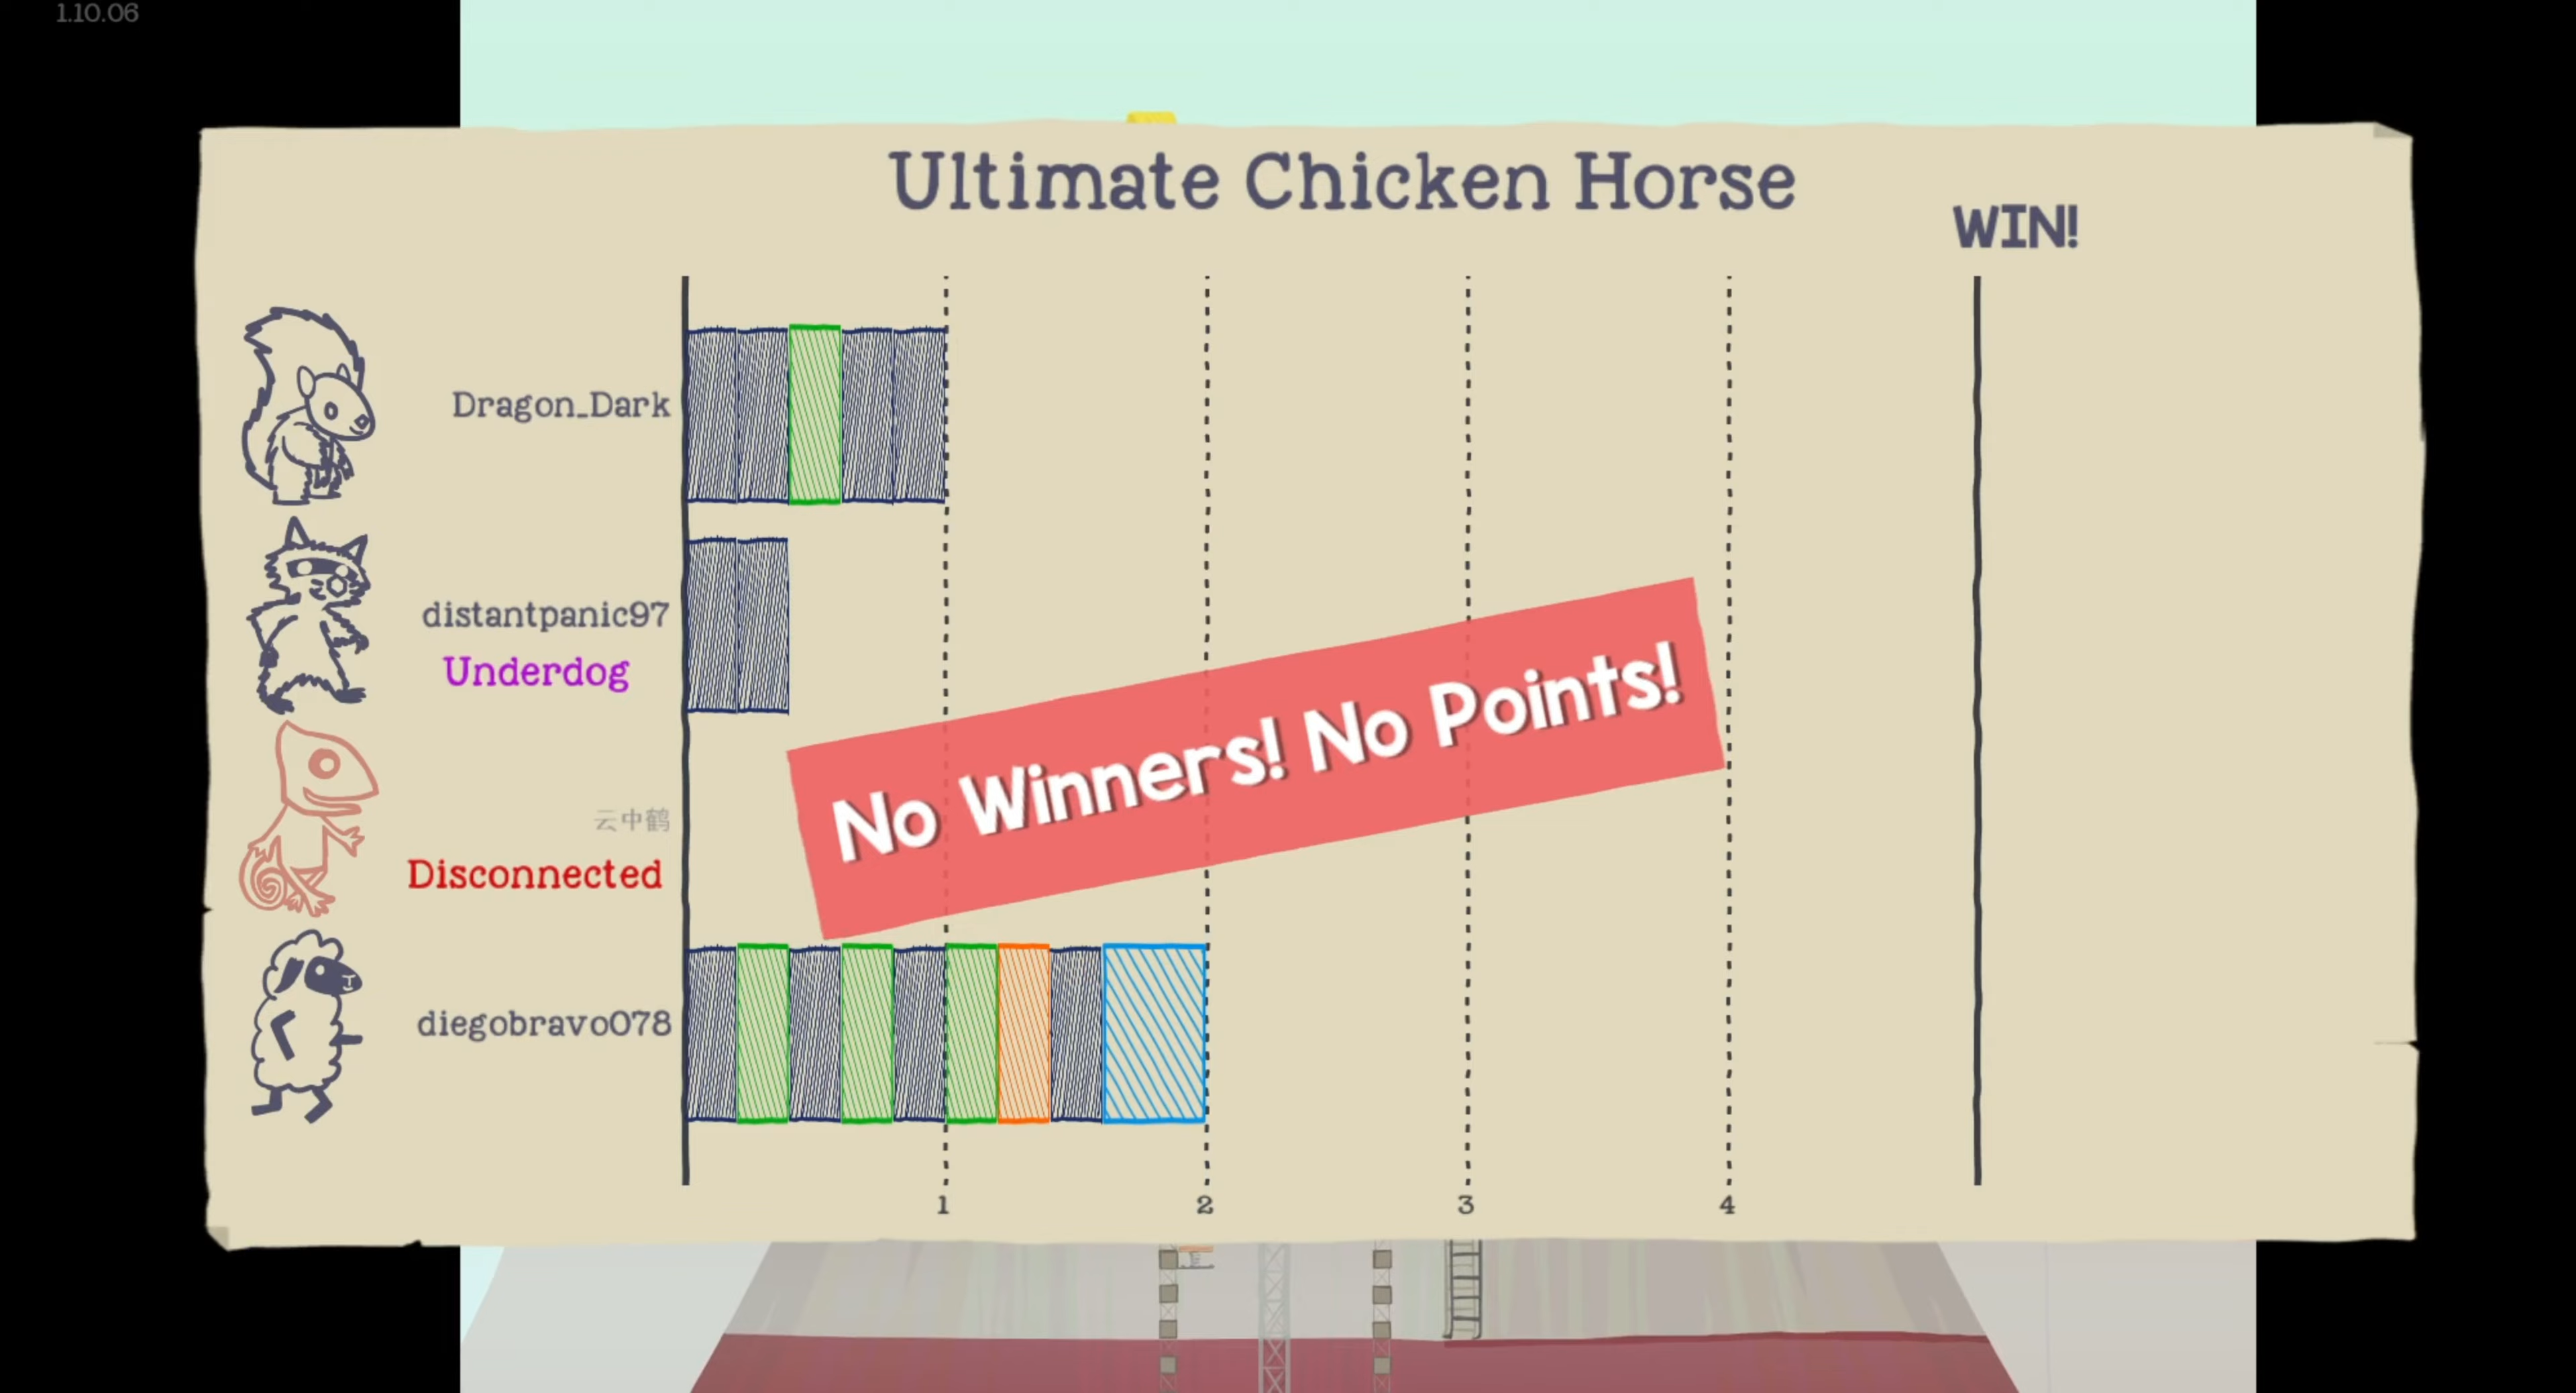 1.10.06
Ultimate Chicken Horse
WIN!
Dragon_Dark
distantpanic97
Underdog
No Winners! No Points!
云中鹤
Disconnected
diegobravo078
1 2 3 4